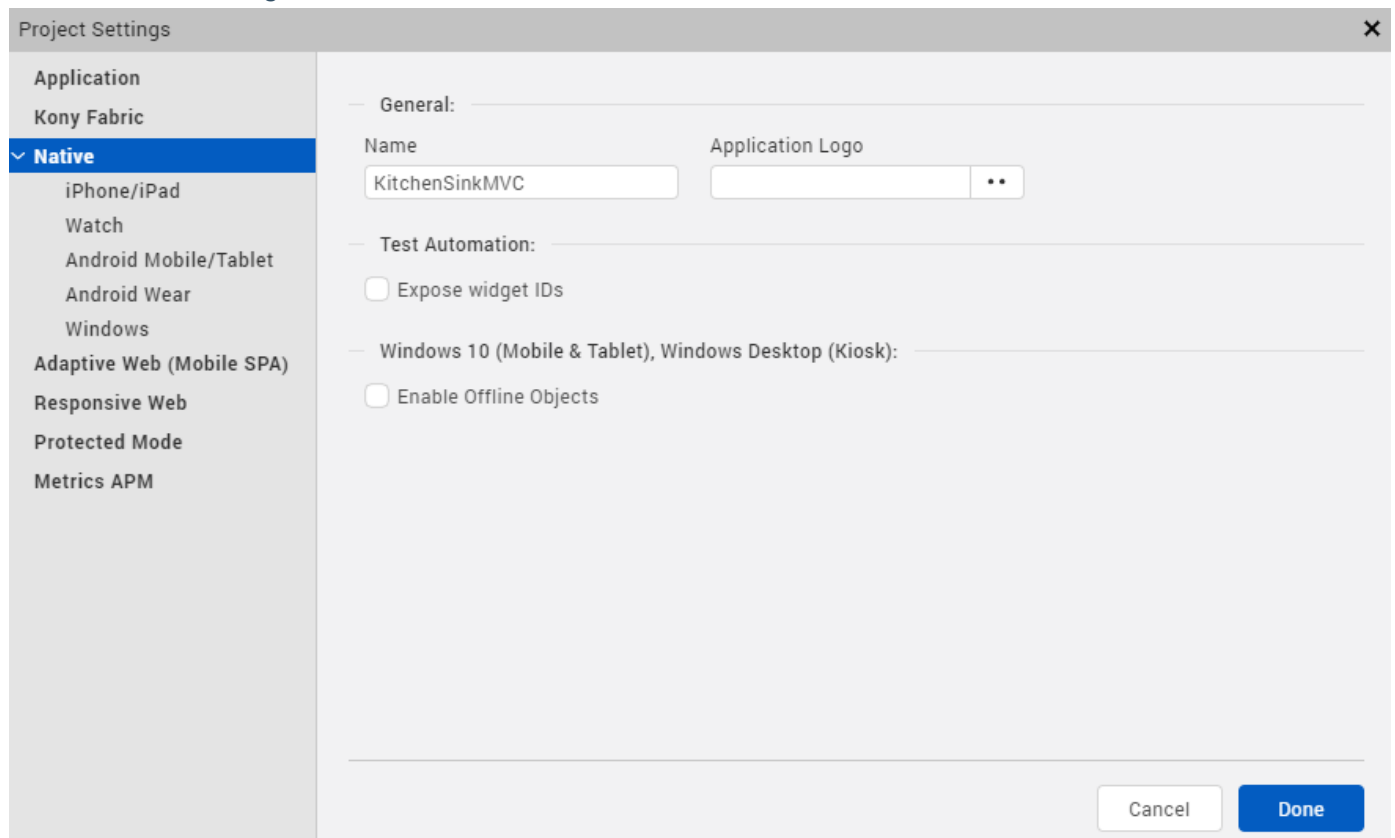 Project Settings
Application
Kony Fabric
Native
iPhone/iPad
Watch
Android Mobile/Tablet
Android Wear
Windows
Adaptive Web (Mobile SPA)
Responsive Web
Protected Mode
Metrics APM
General:
Name
Application Logo
KitchenSinkMVC
Test Automation:
Expose widget IDs
Windows 10 (Mobile & Tablet), Windows Desktop (Kiosk):
Enable Offline Objects
Cancel
Done